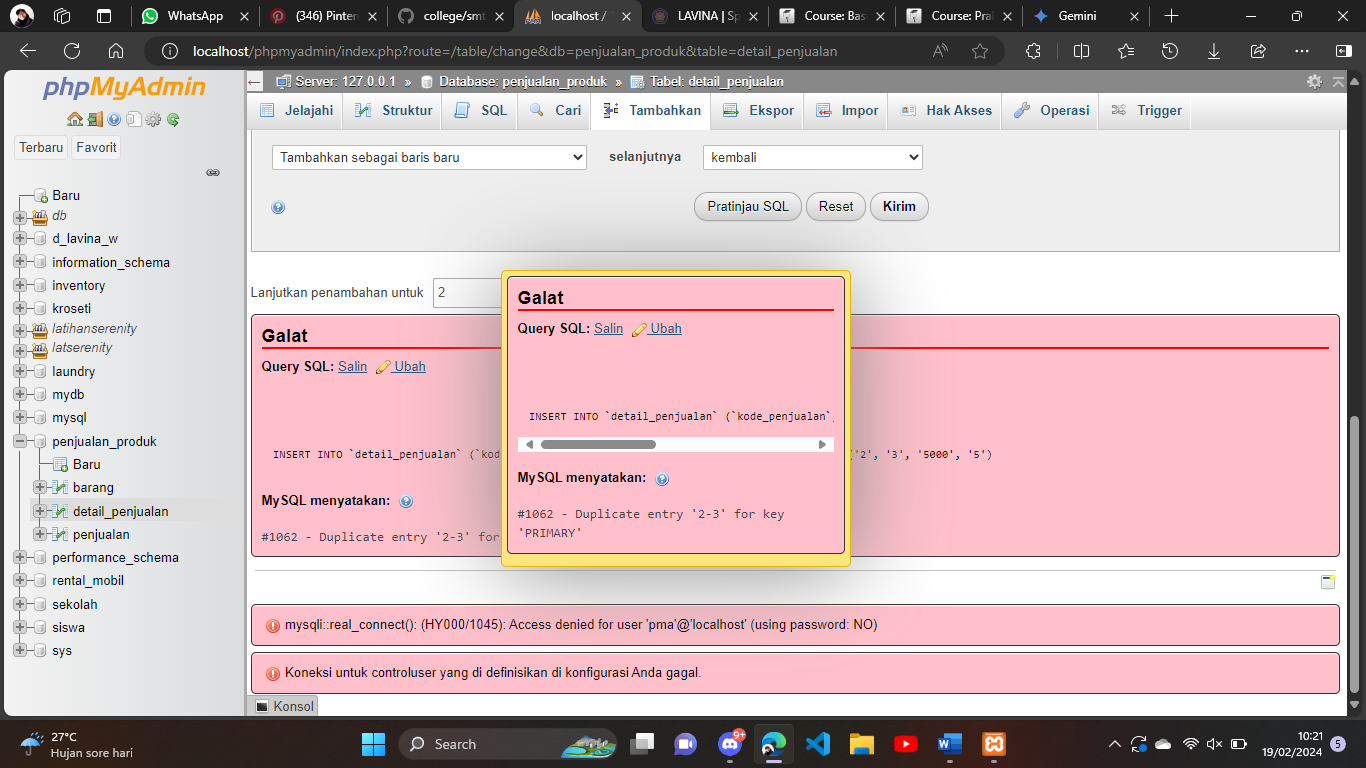 WhatsApp
(346) Pinter
college/smt
localhost /
LAVINA | Sp
Course: Bas
Course: Pra
Gemini
localhost/phpmyadmin/index.php?route=/table/change&db=penjualan_produk&table=detail_penjualan
phpMyAdmin
Terbaru
Favorit
Baru
db
d_lavina_w
information_schema
inventory
kroseti
latihanserenity
latserenity
laundry
mydb
mysql
penjualan_produk
Baru
barang
detail_penjualan
penjualan
performance_schema
rental_mobil
sekolah
siswa
sys
Server: 127.0.0.1 » Database: penjualan_produk » Tabel: detail_penjualan
Jelajahi
Struktur
SQL
Cari
Tambahkan
Ekspor
Impor
Hak Akses
Operasi
Trigger
Tambahkan sebagai baris baru
selanjutnya
kembali
Pratinjau SQL
Reset
Kirim
Lanjutkan penambahan untuk 2
Galat
Query SQL: Salin Ubah
INSERT INTO `detail_penjualan` (`kod
'2', '3', '5000', '5')
MySQL menyatakan:
#1062 - Duplicate entry '2-3' for
Galat
Query SQL: Salin Ubah
INSERT INTO `detail_penjualan` (`kode_penjualan`,
MySQL menyatakan:
#1062 - Duplicate entry '2-3' for key
'PRIMARY'
mysqli::real_connect(): (HY000/1045): Access denied for user 'pma'@'localhost' (using password: NO)
Koneksi untuk controluser yang di definisikan di konfigurasi Anda gagal.
Konsol
27°C
Hujan sore hari
Search
9+
10:21
19/02/2024
5